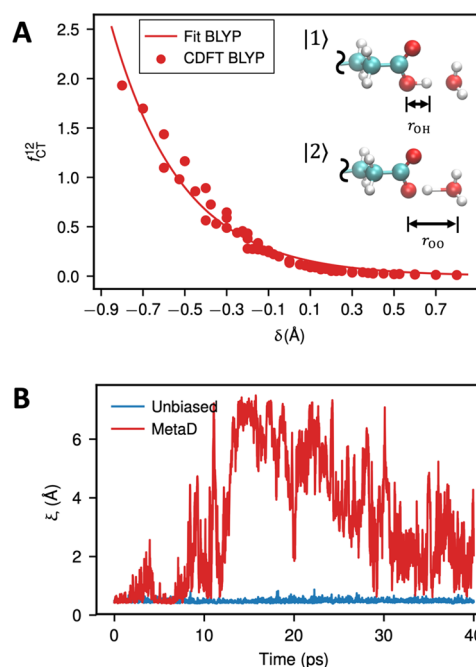 A
Fit BLYP
CDFT BLYP
|1⟩
r_OH
|2⟩
r_OO
f_CT^12
2.5
2.0
1.5
1.0
0.5
0.0
−0.9 −0.7 −0.5 −0.3 −0.1 0.1 0.3 0.5 0.7
δ(Å)
B
Unbiased
MetaD
ξ, (Å)
6
4
2
0
0 10 20 30 40
Time (ps)